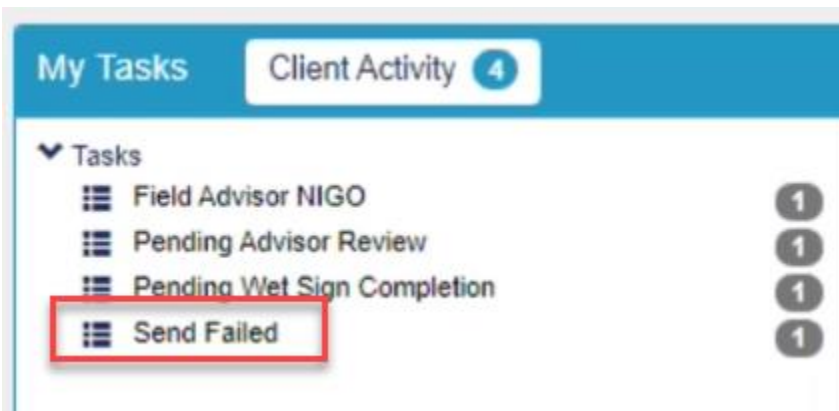 My Tasks Client Activity 4
Tasks
Field Advisor NIGO 1
Pending Advisor Review 1
Pending Wet Sign Completion 1
Send Failed 1